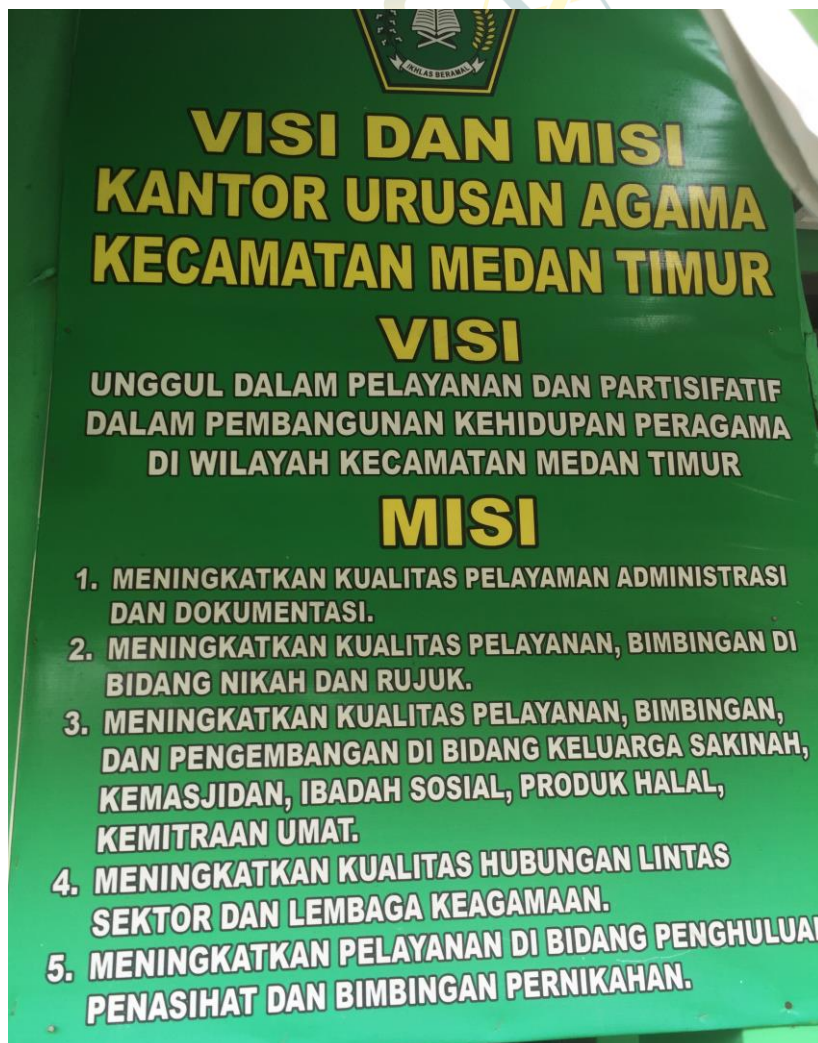 IKHLAS BERAMAL
VISI DAN MISI
KANTOR URUSAN AGAMA
KECAMATAN MEDAN TIMUR
VISI
UNGGUL DALAM PELAYANAN DAN PARTISIFATIF
DALAM PEMBANGUNAN KEHIDUPAN PERAGAMA
DI WILAYAH KECAMATAN MEDAN TIMUR
MISI
1. MENINGKATKAN KUALITAS PELAYAMAN ADMINISTRASI
DAN DOKUMENTASI.
2. MENINGKATKAN KUALITAS PELAYANAN, BIMBINGAN DI
BIDANG NIKAH DAN RUJUK.
3. MENINGKATKAN KUALITAS PELAYANAN, BIMBINGAN,
DAN PENGEMBANGAN DI BIDANG KELUARGA SAKINAH,
KEMASJIDAN, IBADAH SOSIAL, PRODUK HALAL,
KEMITRAAN UMAT.
4. MENINGKATKAN KUALITAS HUBUNGAN LINTAS
SEKTOR DAN LEMBAGA KEAGAMAAN.
5. MENINGKATKAN PELAYANAN DI BIDANG PENGHULUAN
PENASIHAT DAN BIMBINGAN PERNIKAHAN.